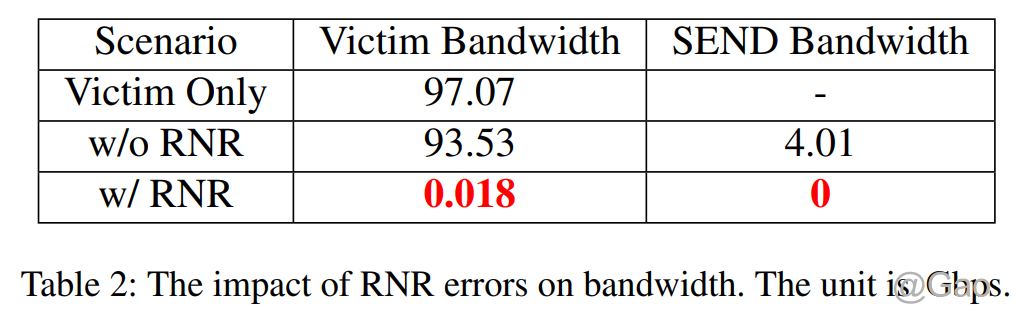 Scenario Victim Bandwidth SEND Bandwidth
Victim Only 97.07 -
w/o RNR 93.53 4.01
w/ RNR 0.018 0
Table 2: The impact of RNR errors on bandwidth. The unit is Gbps.
@Gao